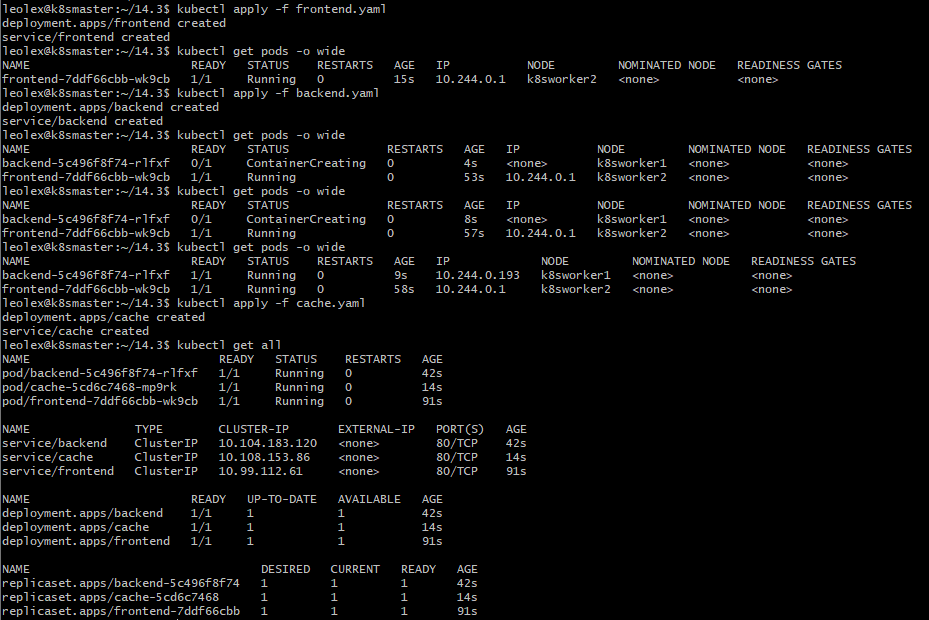 leolex@k8smaster:~/14.3$ kubectl apply -f frontend.yaml
deployment.apps/frontend created
service/frontend created
leolex@k8smaster:~/14.3$ kubectl get pods -o wide
NAME                        READY   STATUS    RESTARTS   AGE   IP           NODE         NOMINATED NODE   READINESS GATES
frontend-7ddf66cbb-wk9cb   1/1     Running   0          15s   10.244.0.1   k8sworker2   <none>           <none>
leolex@k8smaster:~/14.3$ kubectl apply -f backend.yaml
deployment.apps/backend created
service/backend created
leolex@k8smaster:~/14.3$ kubectl get pods -o wide
NAME                       READY   STATUS              RESTARTS   AGE   IP           NODE         NOMINATED NODE   READINESS GATES
backend-5c496f8f74-rlfxf   0/1     ContainerCreating   0          4s    <none>       k8sworker1   <none>           <none>
frontend-7ddf66cbb-wk9cb   1/1     Running             0          53s   10.244.0.1   k8sworker2   <none>           <none>
leolex@k8smaster:~/14.3$ kubectl get pods -o wide
NAME                       READY   STATUS              RESTARTS   AGE   IP           NODE         NOMINATED NODE   READINESS GATES
backend-5c496f8f74-rlfxf   0/1     ContainerCreating   0          8s    <none>       k8sworker1   <none>           <none>
frontend-7ddf66cbb-wk9cb   1/1     Running             0          57s   10.244.0.1   k8sworker2   <none>           <none>
leolex@k8smaster:~/14.3$ kubectl get pods -o wide
NAME                       READY   STATUS    RESTARTS   AGE   IP             NODE         NOMINATED NODE   READINESS GATES
backend-5c496f8f74-rlfxf   1/1     Running   0          9s    10.244.0.193   k8sworker1   <none>           <none>
frontend-7ddf66cbb-wk9cb   1/1     Running   0          58s   10.244.0.1     k8sworker2   <none>           <none>
leolex@k8smaster:~/14.3$ kubectl apply -f cache.yaml
deployment.apps/cache created
service/cache created
leolex@k8smaster:~/14.3$ kubectl get all
NAME                           READY   STATUS    RESTARTS   AGE
pod/backend-5c496f8f74-rlfxf   1/1     Running   0          42s
pod/cache-5cd6c7468-mp9rk      1/1     Running   0          14s
pod/frontend-7ddf66cbb-wk9cb   1/1     Running   0          91s

NAME               TYPE        CLUSTER-IP       EXTERNAL-IP   PORT(S)   AGE
service/backend    ClusterIP   10.104.183.120   <none>        80/TCP    42s
service/cache      ClusterIP   10.108.153.86    <none>        80/TCP    14s
service/frontend   ClusterIP   10.99.112.61     <none>        80/TCP    91s

NAME                       READY   UP-TO-DATE   AVAILABLE   AGE
deployment.apps/backend    1/1     1            1           42s
deployment.apps/cache      1/1     1            1           14s
deployment.apps/frontend   1/1     1            1           91s

NAME                                 DESIRED   CURRENT   READY   AGE
replicaset.apps/backend-5c496f8f74   1         1         1       42s
replicaset.apps/cache-5cd6c7468      1         1         1       14s
replicaset.apps/frontend-7ddf66cbb   1         1         1       91s